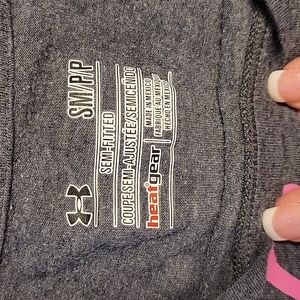 SM/P/P
SEMI-FITTED
COUPE SEMI-AJUSTÉE/SEMICEÑIDO
heatgear
MADE IN MEXICO
FABRIQUÉ AU MEXIQUE
HECHO EN MEXICO